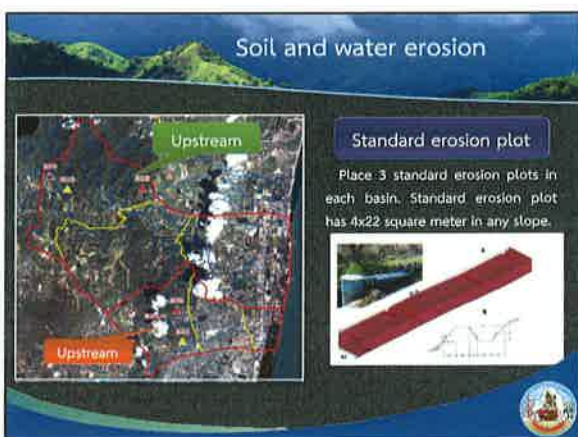 Soil and water erosion
Upstream
Upstream
Standard erosion plot
Place 3 standard erosion plots in
each basin. Standard erosion plot
has 4x22 square meter in any slope.